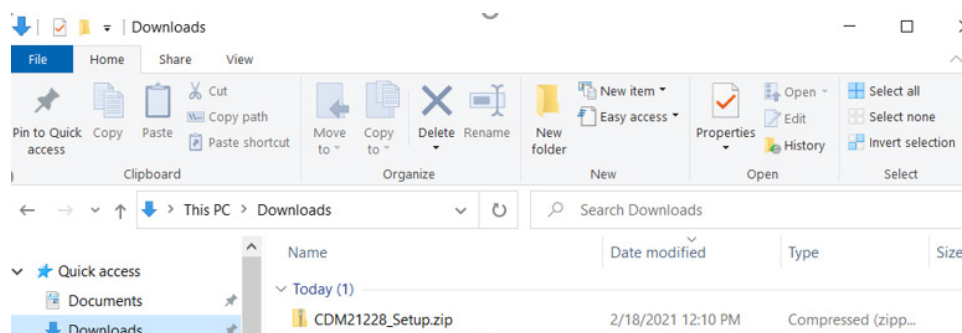 Downloads
File Home Share View
Pin to Quick access
Copy
Paste
Cut
Copy path
Paste shortcut
Clipboard
Move to
Copy to
Delete
Rename
Organize
New folder
New item
Easy access
New
Properties
Open
Edit
History
Open
Select all
Select none
Invert selection
Select
This PC > Downloads
Search Downloads
Name Date modified Type Size
Quick access
Documents
Downloads
Today (1)
CDM21228_Setup.zip 2/18/2021 12:10 PM Compressed (zipp...